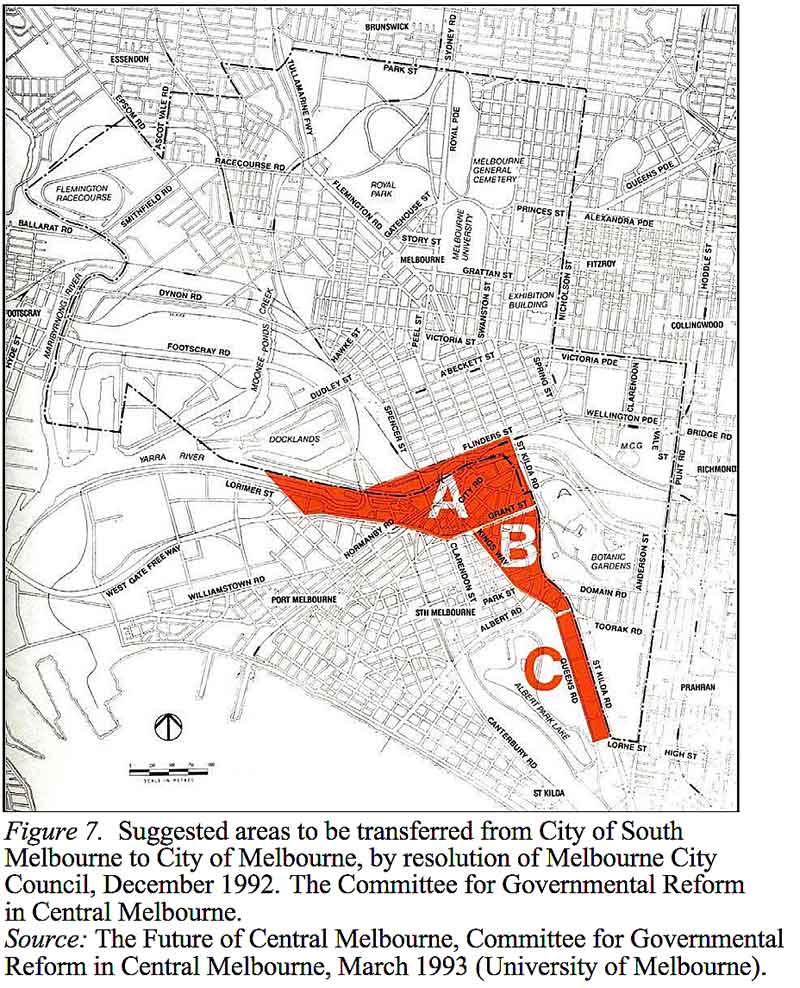 BRUNSWICK
SYDNEY RD
ESSENDON
PARK ST
TULLAMARINE FWY
EPSOM RD
ASCOT VALE RD
ROYAL PDE
MELBOURNE
GENERAL
CEMETERY
QUEENS PDE
RACECOURSE RD
FLEMINGTON
RACECOURSE
SMITHFIELD RD
ROYAL
PARK
FLEMINGTON RD
GATEHOUSE ST
PRINCES ST
ALEXANDRA PDE
BALLARAT RD
STORY ST
MELBOURNE
UNIVERSITY
MELBOURNE
NICHOLSON ST
FITZROY
HODDLE ST
GRATTAN ST
MARIBYRNONG RIVER
DYNON RD
MOONEE PONDS CREEK
EXHIBITION
BUILDING
SWANSTON ST
PEEL ST
COLLINGWOOD
FOOTSCRAY
HYDE ST
FOOTSCRAY RD
HAWKE ST
VICTORIA ST
VICTORIA PDE
A'BECKETT ST
SPRING ST
CLARENDON
DUDLEY ST
SPENCER ST
WELLINGTON PDE
VALE
ST
DOCKLANDS
FLINDERS ST
M.C.G
BRIDGE RD
PUNT RD
RICHMOND
YARRA RIVER
ST KILDA RD
LORIMER ST
A
CITY RD
GRANT ST
NORMANBY RD
B
KINGS WAY
BOTANIC
GARDENS
ANDERSON ST
WEST GATE FREEWAY
CLARENDON ST
WILLIAMSTOWN RD
PORT MELBOURNE
STH MELBOURNE
PARK ST
DOMAIN RD
ALBERT RD
TOORAK RD
C
QUEENS RD
ST KILDA RD
ALBERT PARK LAKE
PRAHRAN
CANTERBURY RD
LORNE ST
HIGH ST
SCALE IN METRES
ST KILDA
Figure 7. Suggested areas to be transferred from City of South
Melbourne to City of Melbourne, by resolution of Melbourne City
Council, December 1992. The Committee for Governmental Reform
in Central Melbourne.
Source: The Future of Central Melbourne, Committee for Governmental
Reform in Central Melbourne, March 1993 (University of Melbourne).